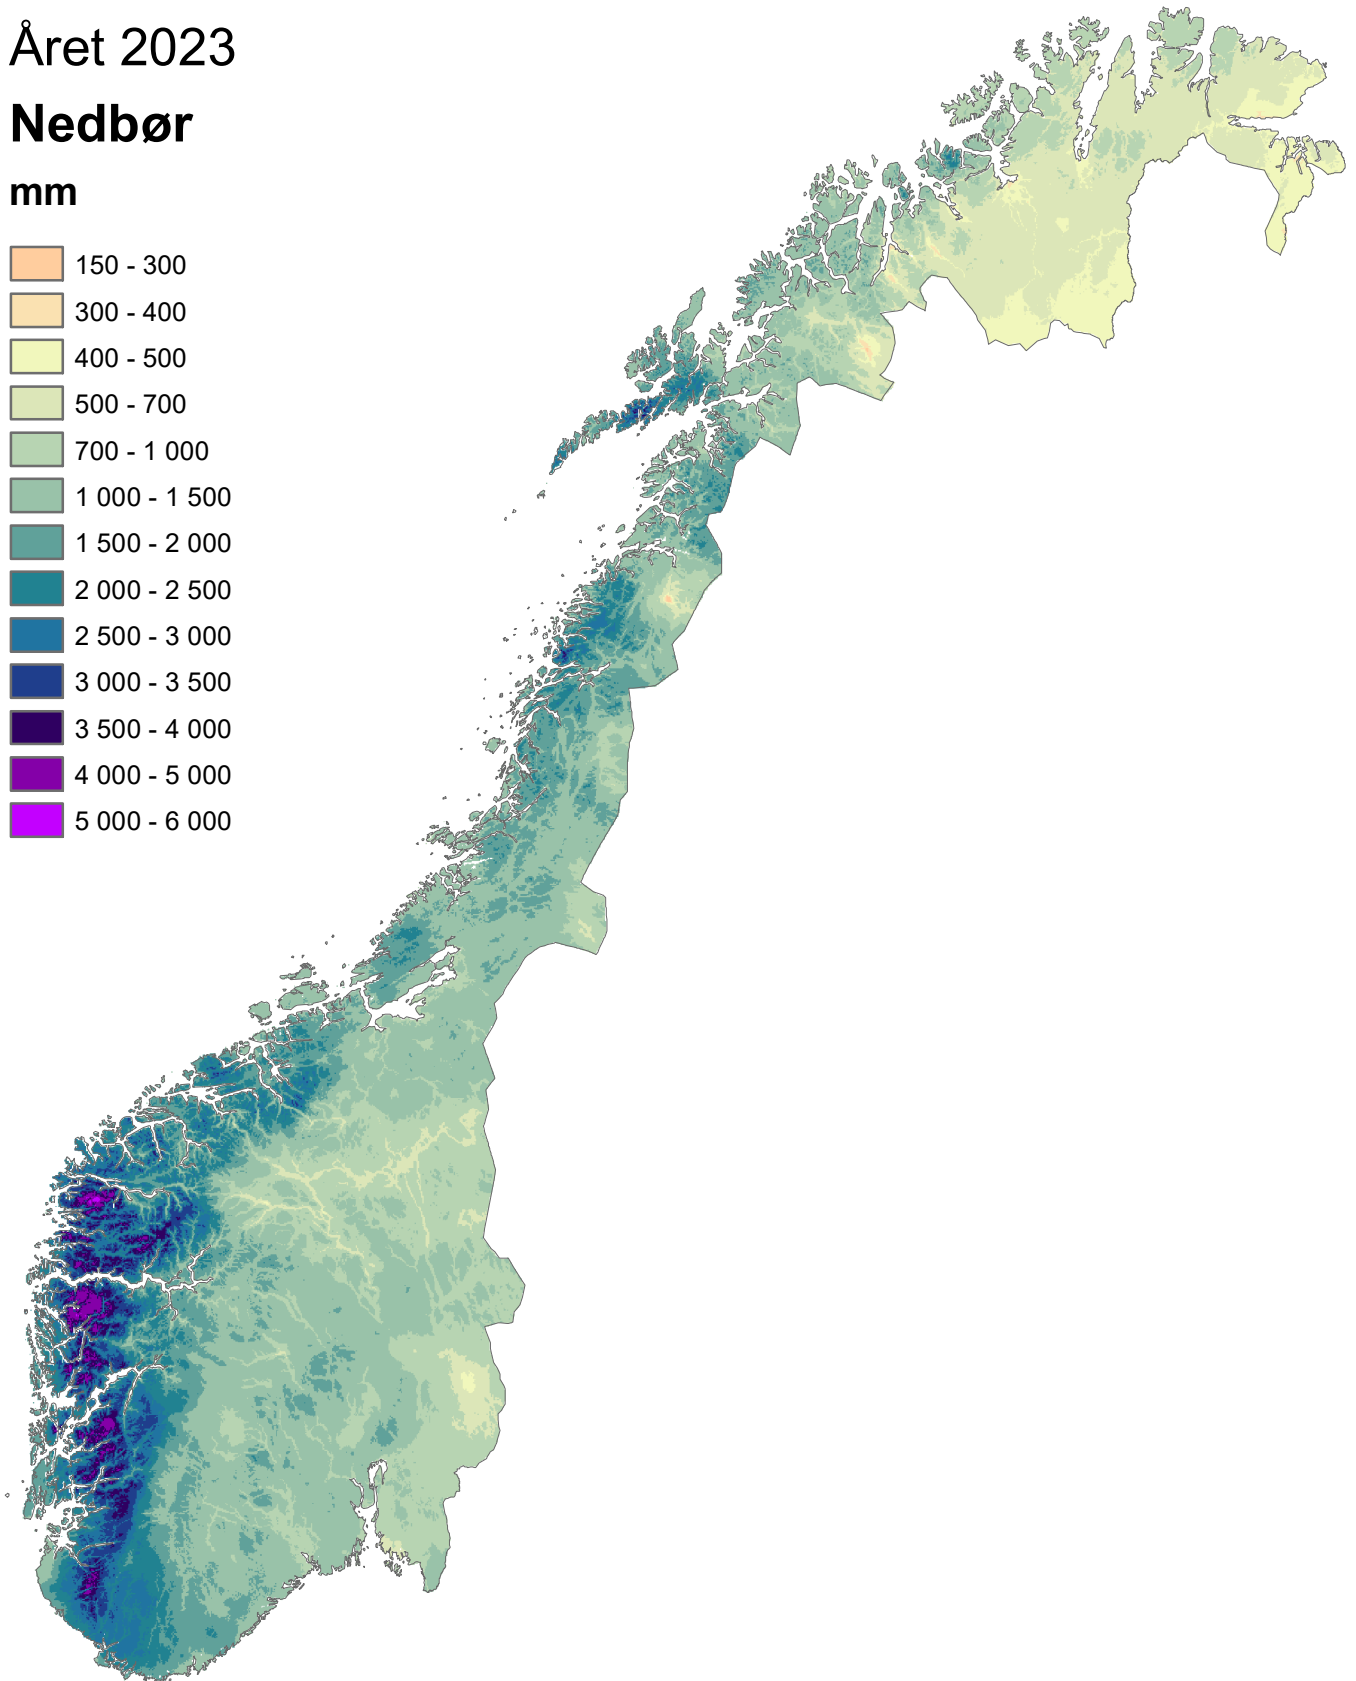 Året 2023
Nedbør
mm
150 - 300
300 - 400
400 - 500
500 - 700
700 - 1 000
1 000 - 1 500
1 500 - 2 000
2 000 - 2 500
2 500 - 3 000
3 000 - 3 500
3 500 - 4 000
4 000 - 5 000
5 000 - 6 000